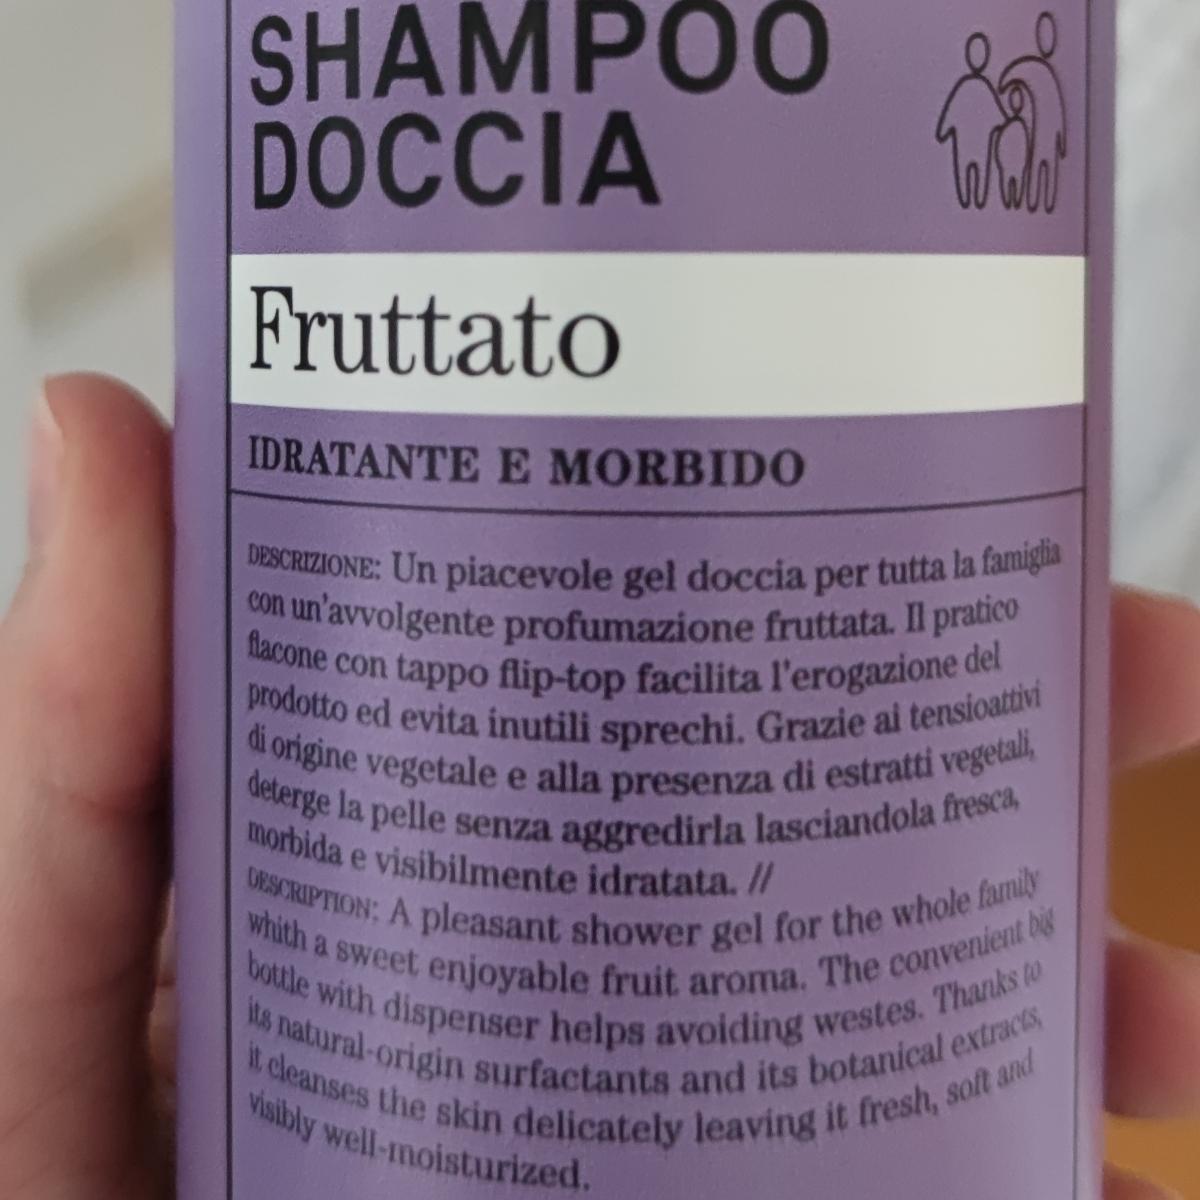 SHAMPOO
DOCCIA
Fruttato
IDRATANTE E MORBIDO
DESCRIZIONE: Un piacevole gel doccia per tutta la famiglia
con un'avvolgente profumazione fruttata. Il pratico
flacone con tappo flip-top facilita l'erogazione del
prodotto ed evita inutili sprechi. Grazie ai tensioattivi
di origine vegetale e alla presenza di estratti vegetali,
deterge la pelle senza aggredirla lasciandola fresca,
morbida e visibilmente idratata. //
DESCRIPTION: A pleasant shower gel for the whole family
whith a sweet enjoyable fruit aroma. The convenient big
bottle with dispenser helps avoiding westes. Thanks to
its natural-origin surfactants and its botanical extracts,
it cleanses the skin delicately leaving it fresh, soft and
visibly well-moisturized.